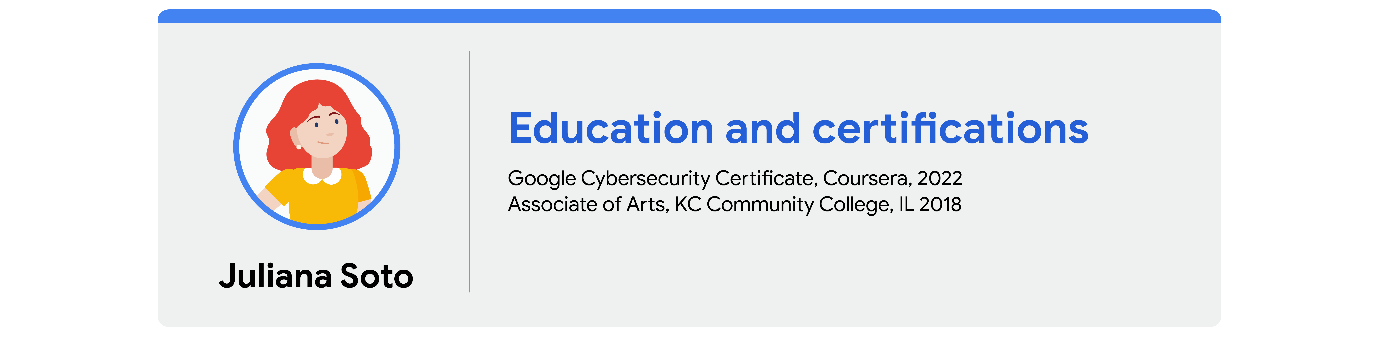 Juliana Soto
Education and certifications
Google Cybersecurity Certificate, Coursera, 2022
Associate of Arts, KC Community College, IL 2018